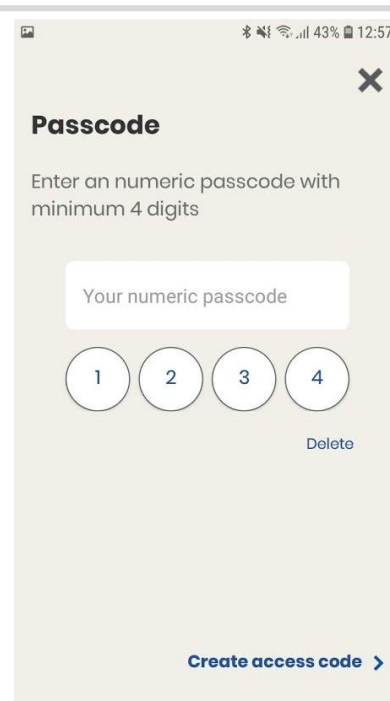 43% 12:57
Passcode
Enter an numeric passcode with
minimum 4 digits
Your numeric passcode
1 2 3 4
Delete
Create access code